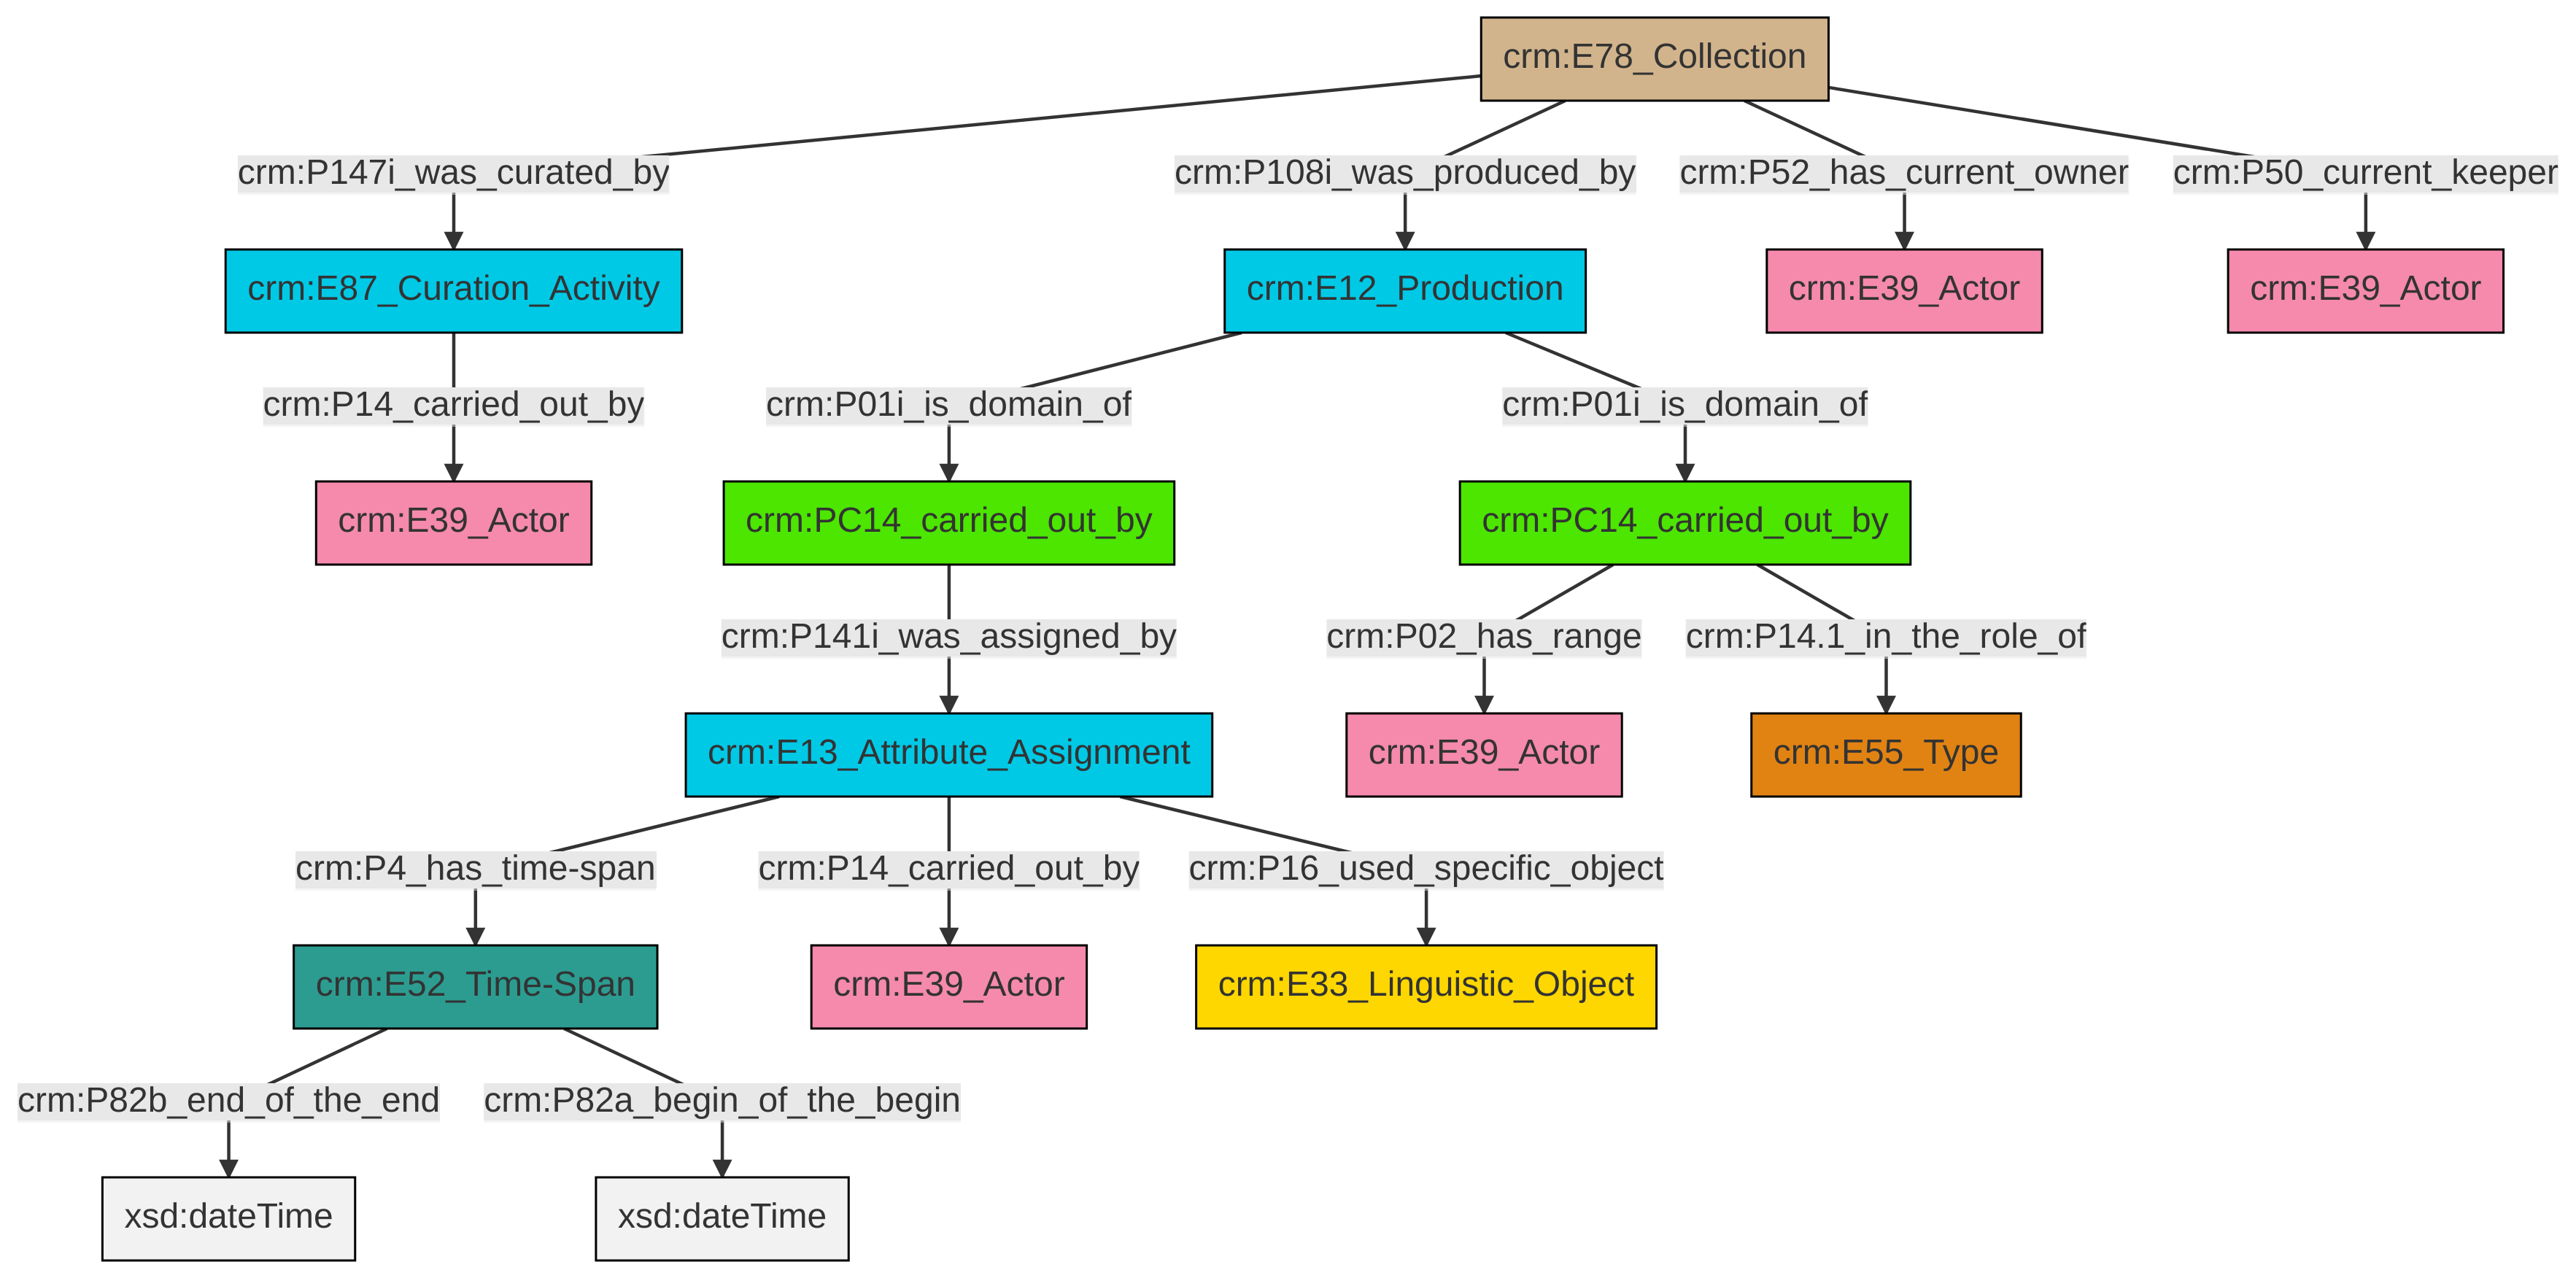 crm:E78_Collection
crm:P147i_was_curated_by
crm:P108i_was_produced_by
crm:P52_has_current_owner
crm:P50_current_keeper
crm:E87_Curation_Activity
crm:E12_Production
crm:E39_Actor
crm:E39_Actor
crm:P14_carried_out_by
crm:P01i_is_domain_of
crm:P01i_is_domain_of
crm:E39_Actor
crm:PC14_carried_out_by
crm:PC14_carried_out_by
crm:P141i_was_assigned_by
crm:P02_has_range
crm:P14.1_in_the_role_of
crm:E13_Attribute_Assignment
crm:E39_Actor
crm:E55_Type
crm:P4_has_time-span
crm:P14_carried_out_by
crm:P16_used_specific_object
crm:E52_Time-Span
crm:E39_Actor
crm:E33_Linguistic_Object
crm:P82b_end_of_the_end
crm:P82a_begin_of_the_begin
xsd:dateTime
xsd:dateTime